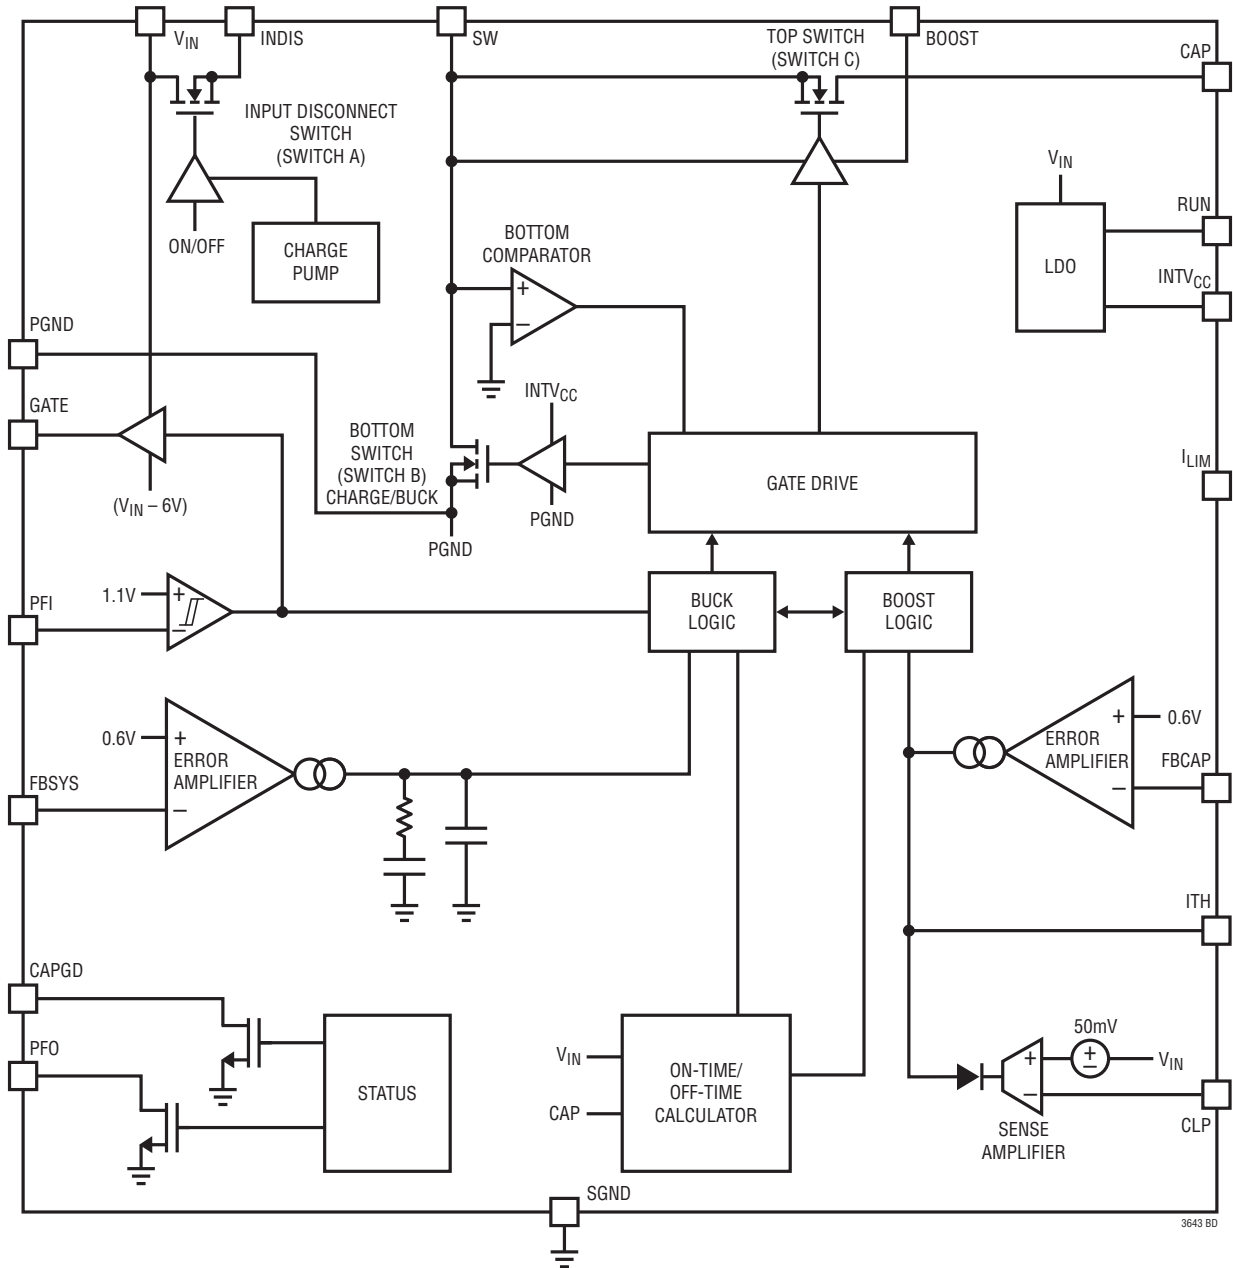 VIN
INDIS
SW
TOP SWITCH
(SWITCH C)
BOOST
CAP
INPUT DISCONNECT
SWITCH
(SWITCH A)
ON/OFF
CHARGE
PUMP
BOTTOM
COMPARATOR
+
–
VIN
LDO
RUN
INTVCC
PGND
GATE
(VIN – 6V)
BOTTOM
SWITCH
(SWITCH B)
CHARGE/BUCK
PGND
INTVCC
PGND
GATE DRIVE
ILIM
PFI
1.1V
+
–
BUCK
LOGIC
BOOST
LOGIC
FBSYS
0.6V
+
ERROR
AMPLIFIER
–
+
0.6V
ERROR
AMPLIFIER
–
FBCAP
ITH
CAPGD
PFO
STATUS
VIN
CAP
ON-TIME/
OFF-TIME
CALCULATOR
50mV
+
–
+
–
VIN
SENSE
AMPLIFIER
CLP
SGND
3643 BD